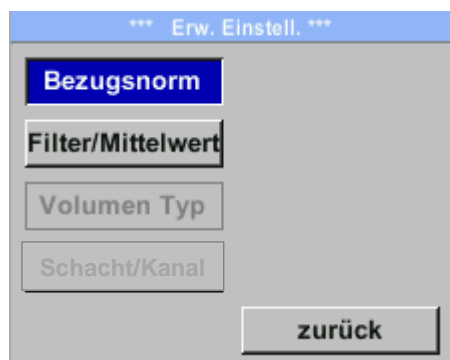 *** Erw. Einstell. ***
Bezugsnorm
Filter/Mittelwert
Volumen Typ
Schacht/Kanal
zurück